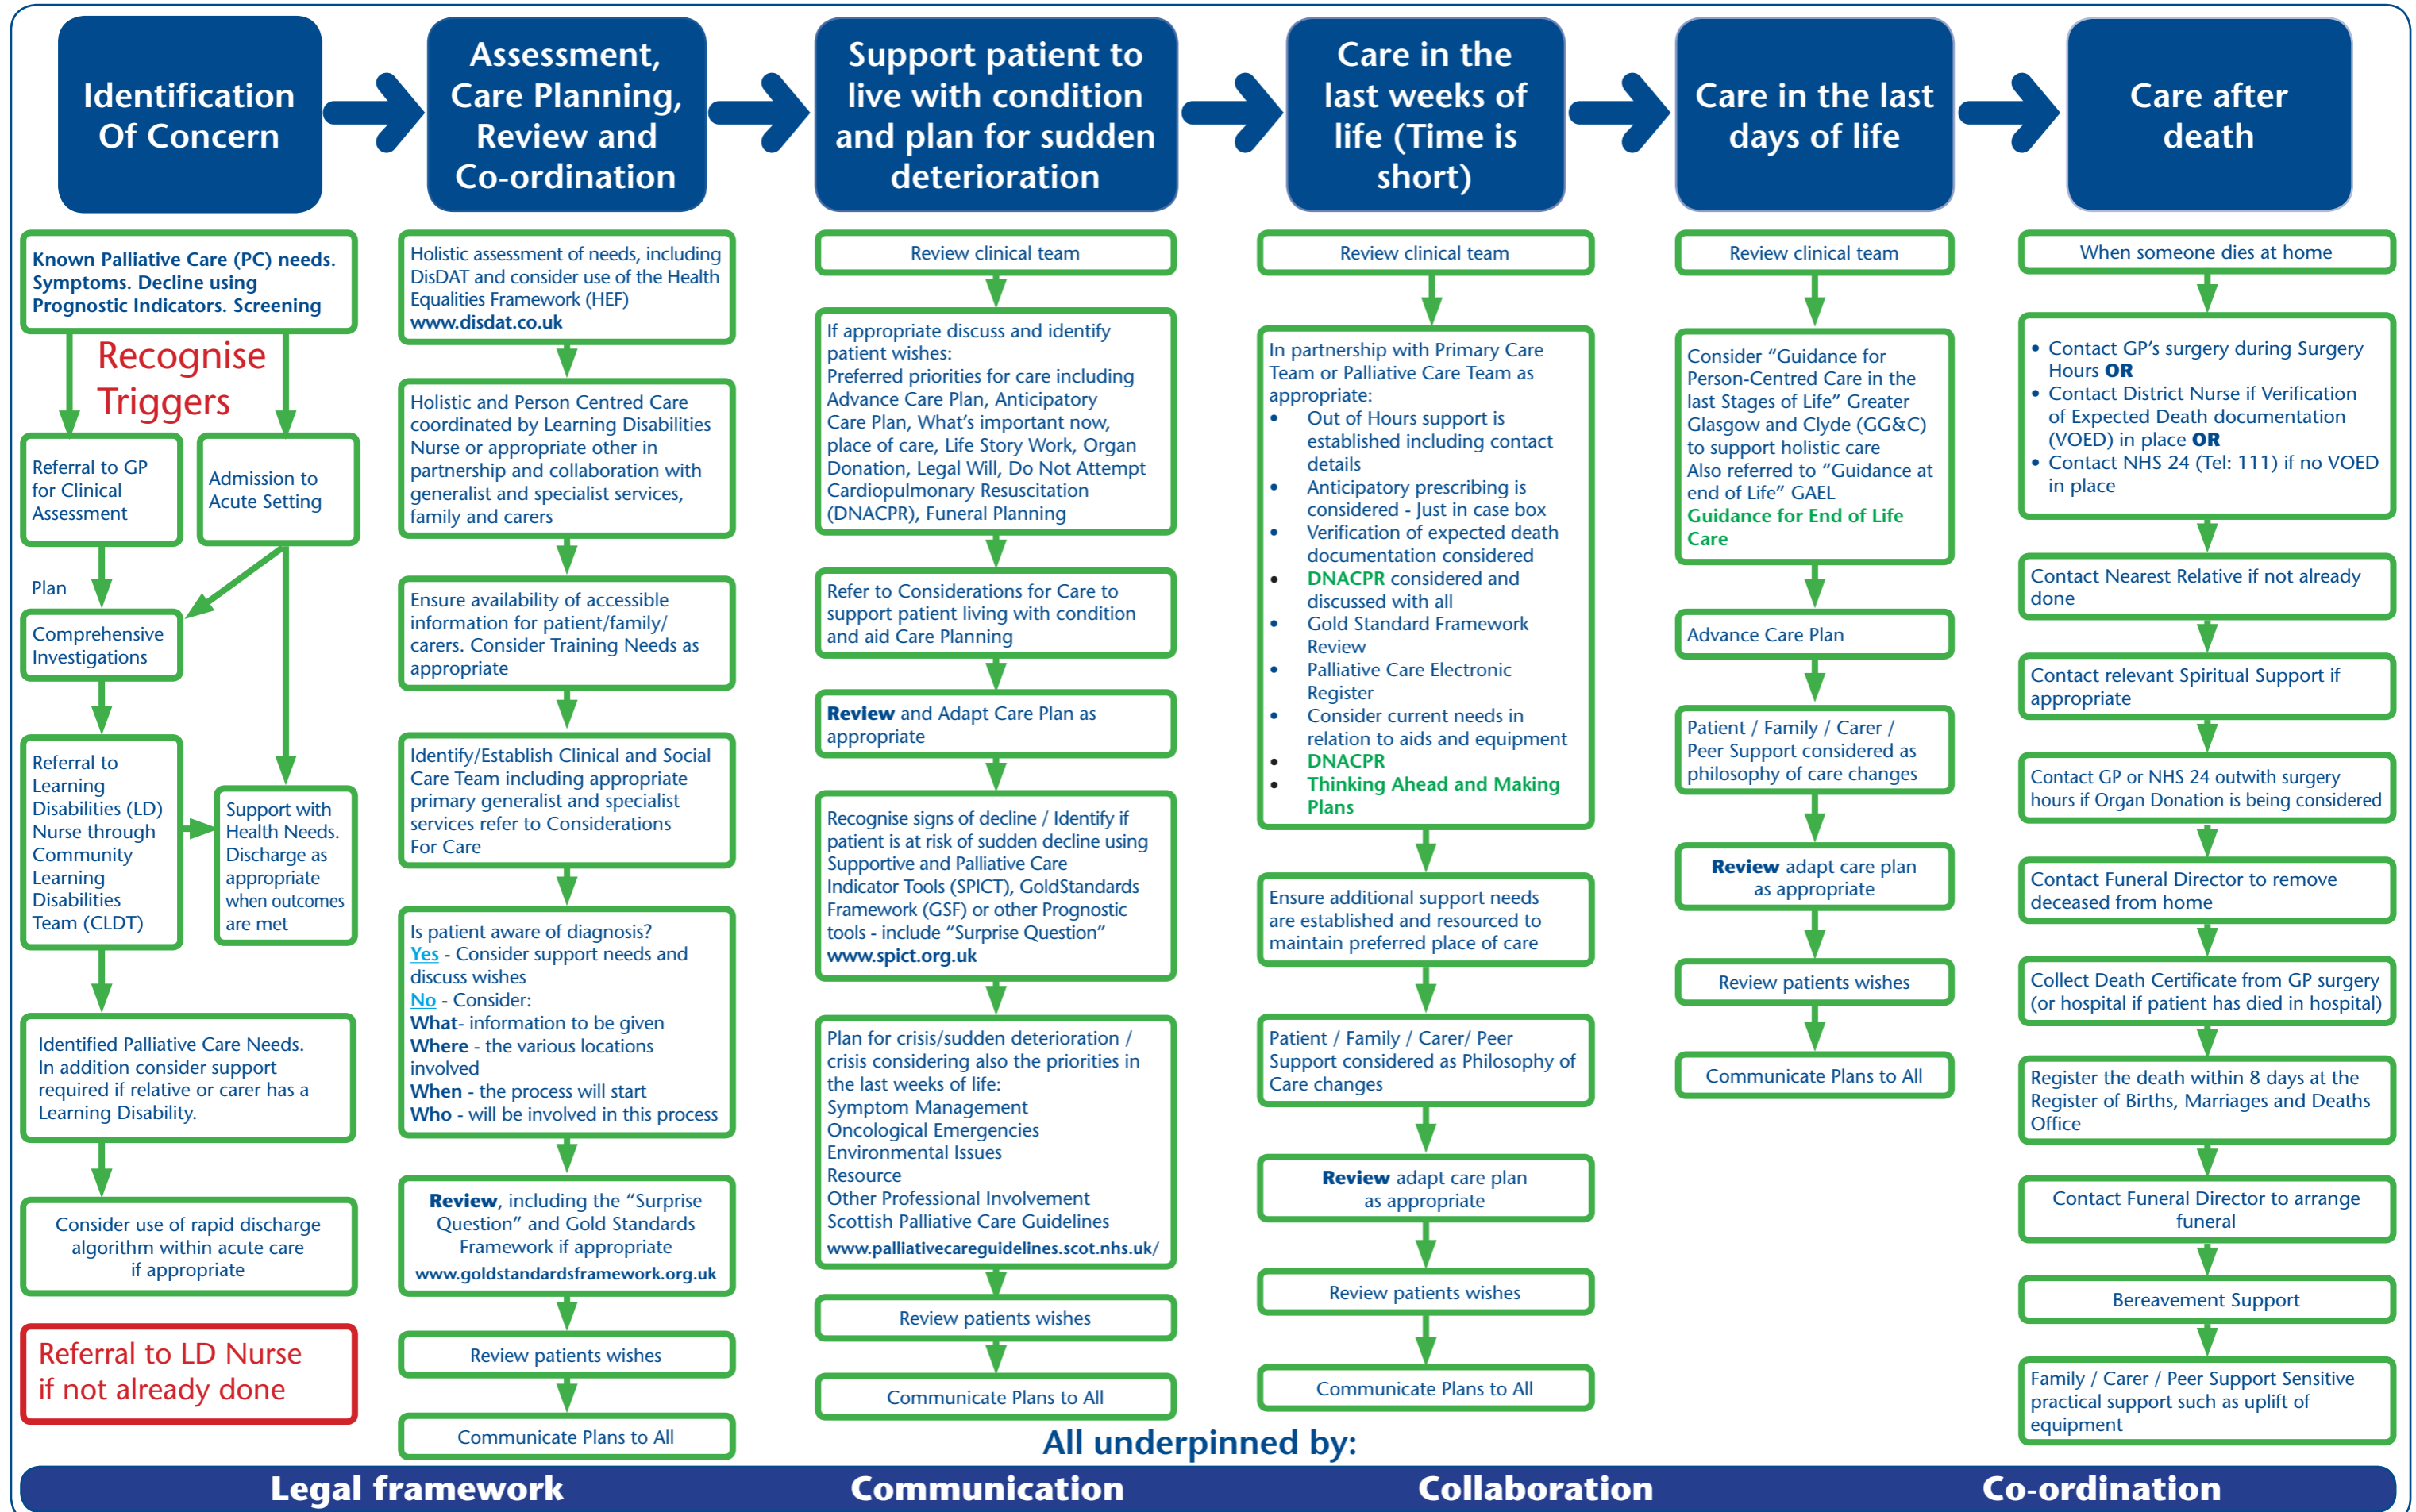 Identification
Of Concern
Assessment,
Care Planning,
Review and
Co-ordination
Support patient to
live with condition
and plan for sudden
deterioration
Care in the
last weeks of
life (Time is
short)
Care in the last
days of life
Care after
death
Known Palliative Care (PC) needs.
Symptoms. Decline using
Prognostic Indicators. Screening
Recognise
Triggers
Referral to GP
for Clinical
Assessment
Admission to
Acute Setting
Plan
Comprehensive
Investigations
Referral to
Learning
Disabilities (LD)
Nurse through
Community
Learning
Disabilities
Team (CLDT)
Support with
Health Needs.
Discharge as
appropriate
when outcomes
are met
Identified Palliative Care Needs.
In addition consider support
required if relative or carer has a
Learning Disability.
Consider use of rapid discharge
algorithm within acute care
if appropriate
Referral to LD Nurse
if not already done
Holistic assessment of needs, including
DisDAT and consider use of the Health
Equalities Framework (HEF)
www.disdat.co.uk
Holistic and Person Centred Care
coordinated by Learning Disabilities
Nurse or appropriate other in
partnership and collaboration with
generalist and specialist services,
family and carers
Ensure availability of accessible
information for patient/family/
carers. Consider Training Needs as
appropriate
Identify/Establish Clinical and Social
Care Team including appropriate
primary generalist and specialist
services refer to Considerations
For Care
Is patient aware of diagnosis?
Yes - Consider support needs and
discuss wishes
No - Consider:
What- information to be given
Where - the various locations
involved
When - the process will start
Who - will be involved in this process
Review, including the “Surprise
Question” and Gold Standards
Framework if appropriate
www.goldstandardsframework.org.uk
Review patients wishes
Communicate Plans to All
Review clinical team
If appropriate discuss and identify
patient wishes:
Preferred priorities for care including
Advance Care Plan, Anticipatory
Care Plan, What’s important now,
place of care, Life Story Work, Organ
Donation, Legal Will, Do Not Attempt
Cardiopulmonary Resuscitation
(DNACPR), Funeral Planning
Refer to Considerations for Care to
support patient living with condition
and aid Care Planning
Review and Adapt Care Plan as
appropriate
Recognise signs of decline / Identify if
patient is at risk of sudden decline using
Supportive and Palliative Care
Indicator Tools (SPICT), GoldStandards
Framework (GSF) or other Prognostic
tools - include “Surprise Question”
www.spict.org.uk
Plan for crisis/sudden deterioration /
crisis considering also the priorities in
the last weeks of life:
Symptom Management
Oncological Emergencies
Environmental Issues
Resource
Other Professional Involvement
Scottish Palliative Care Guidelines
www.palliativecareguidelines.scot.nhs.uk/
Review patients wishes
Communicate Plans to All
Review clinical team
In partnership with Primary Care
Team or Palliative Care Team as
appropriate:
• Out of Hours support is
established including contact
details
• Anticipatory prescribing is
considered - Just in case box
• Verification of expected death
documentation considered
• DNACPR considered and
discussed with all
• Gold Standard Framework
Review
• Palliative Care Electronic
Register
• Consider current needs in
relation to aids and equipment
• DNACPR
• Thinking Ahead and Making
Plans
Ensure additional support needs
are established and resourced to
maintain preferred place of care
Patient / Family / Carer/ Peer
Support considered as Philosophy of
Care changes
Review adapt care plan
as appropriate
Review patients wishes
Communicate Plans to All
Review clinical team
Consider “Guidance for
Person-Centred Care in the
last Stages of Life” Greater
Glasgow and Clyde (GG&C)
to support holistic care
Also referred to “Guidance at
end of Life” GAEL
Guidance for End of Life
Care
Advance Care Plan
Patient / Family / Carer /
Peer Support considered as
philosophy of care changes
Review adapt care plan
as appropriate
Review patients wishes
Communicate Plans to All
When someone dies at home
• Contact GP’s surgery during Surgery
Hours OR
• Contact District Nurse if Verification
of Expected Death documentation
(VOED) in place OR
• Contact NHS 24 (Tel: 111) if no VOED
in place
Contact Nearest Relative if not already
done
Contact relevant Spiritual Support if
appropriate
Contact GP or NHS 24 outwith surgery
hours if Organ Donation is being considered
Contact Funeral Director to remove
deceased from home
Collect Death Certificate from GP surgery
(or hospital if patient has died in hospital)
Register the death within 8 days at the
Register of Births, Marriages and Deaths
Office
Contact Funeral Director to arrange
funeral
Bereavement Support
Family / Carer / Peer Support Sensitive
practical support such as uplift of
equipment
All underpinned by:
Legal framework
Communication
Collaboration
Co-ordination